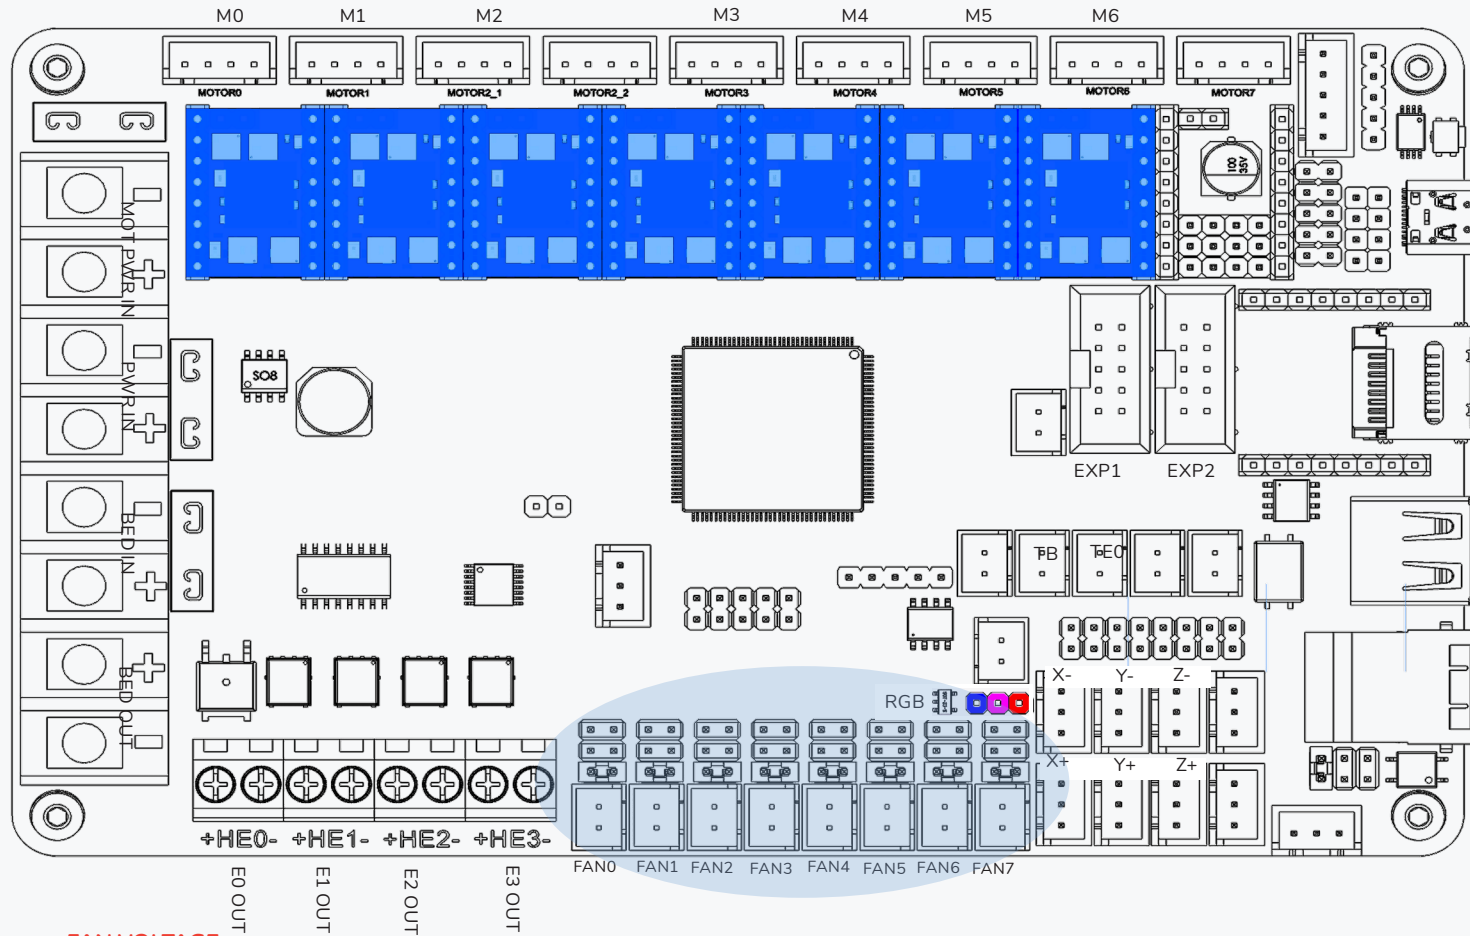 M0 M1 M2 M3 M4 M5 M6
MOTOR0 MOTOR1 MOTOR2_1 MOTOR2_2 MOTOR3 MOTOR4 MOTOR5 MOTOR6 MOTOR7
100
35V
MOT PWR IN
PWR IN
SO8
BED IN
BED OUT
EXP1 EXP2
TB TE0
RGB
X- Y- Z-
X+ Y+ Z+
+HE0- +HE1- +HE2- +HE3-
FAN0 FAN1 FAN2 FAN3 FAN4 FAN5 FAN6 FAN7
E0 OUT
E1 OUT
E2 OUT
E3 OUT
FAN VOLTAGE